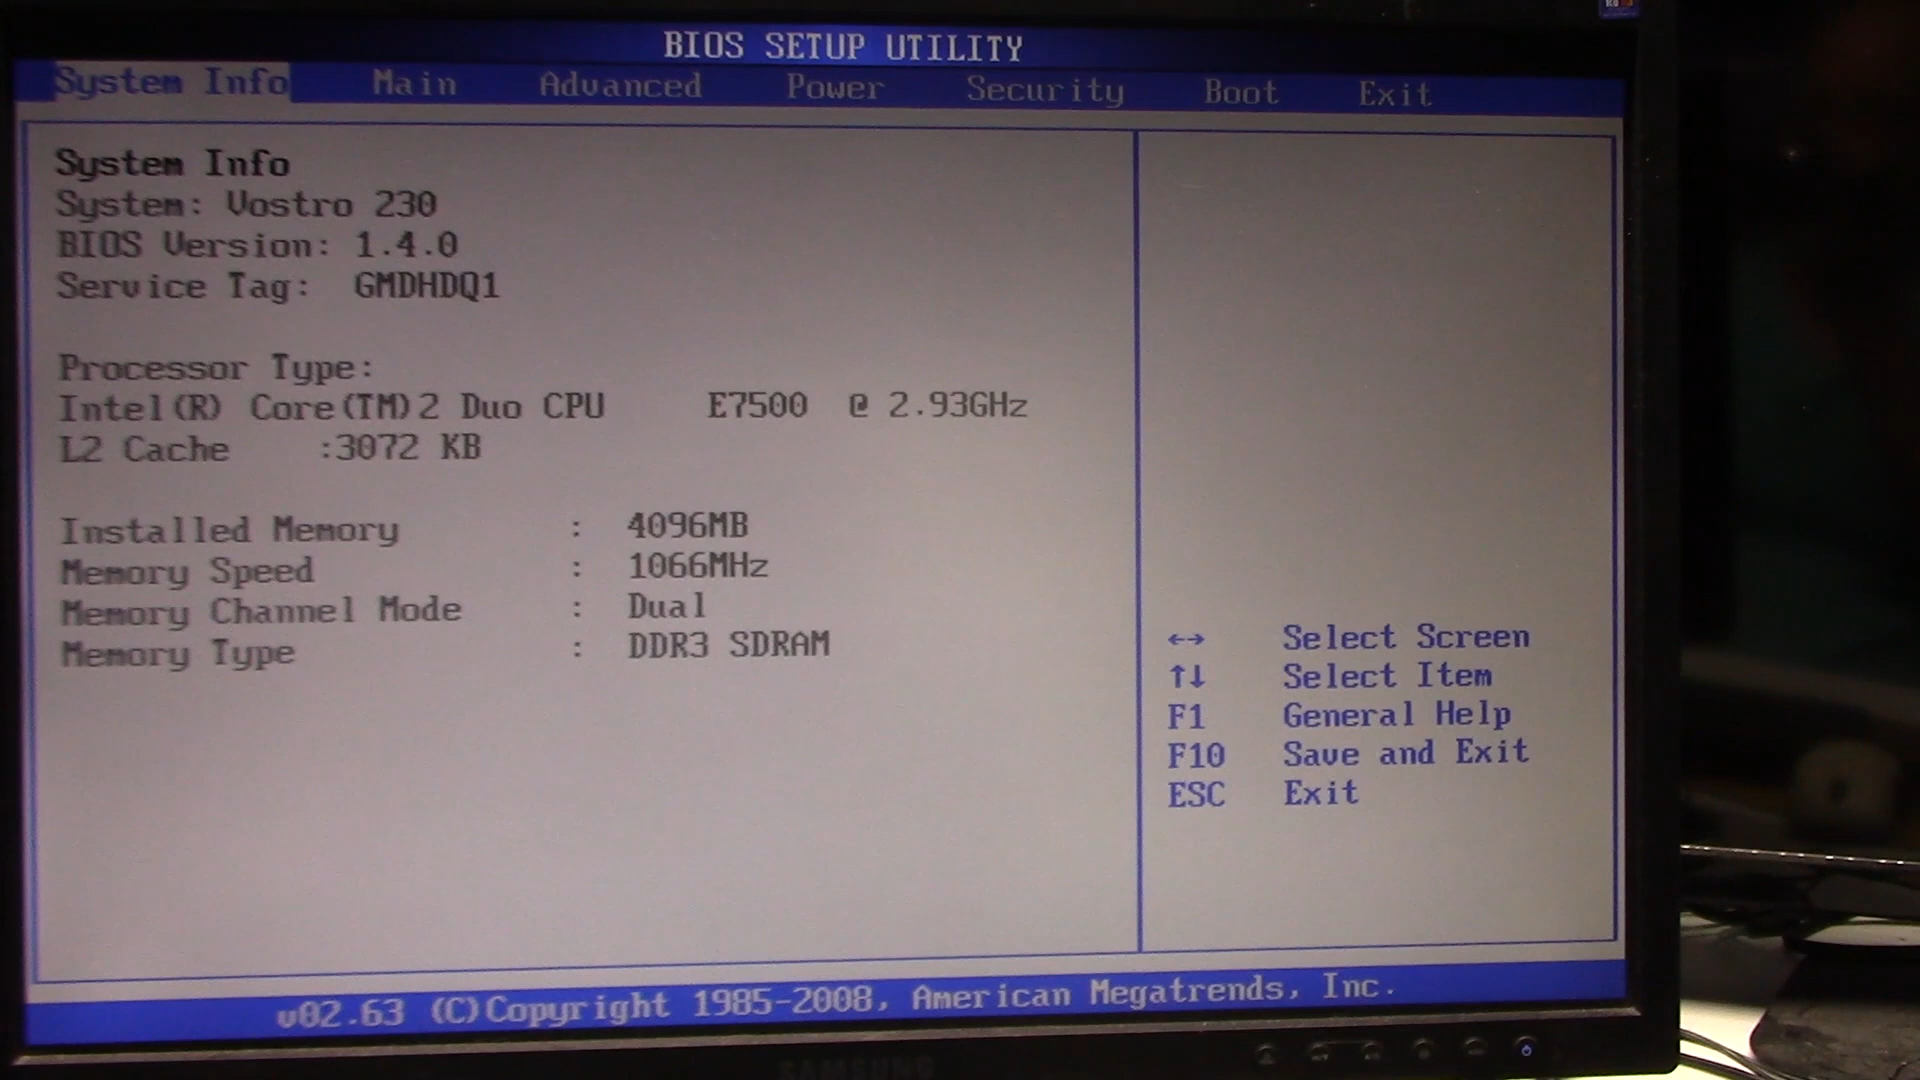 BIOS SETUP UTILITY
System Info Main Advanced Power Security Boot Exit
System Info
System: Vostro 230
BIOS Version: 1.4.0
Service Tag: GMDHDQ1
Processor Type:
Intel(R) Core(TM)2 Duo CPU E7500 @ 2.93GHz
L2 Cache :3072 KB
Installed Memory : 4096MB
Memory Speed : 1066MHz
Memory Channel Mode : Dual
Memory Type : DDR3 SDRAM
←→ Select Screen
↑↓ Select Item
F1 General Help
F10 Save and Exit
ESC Exit
v02.63 (C)Copyright 1985-2008, American Megatrends, Inc.
SAMSUNG